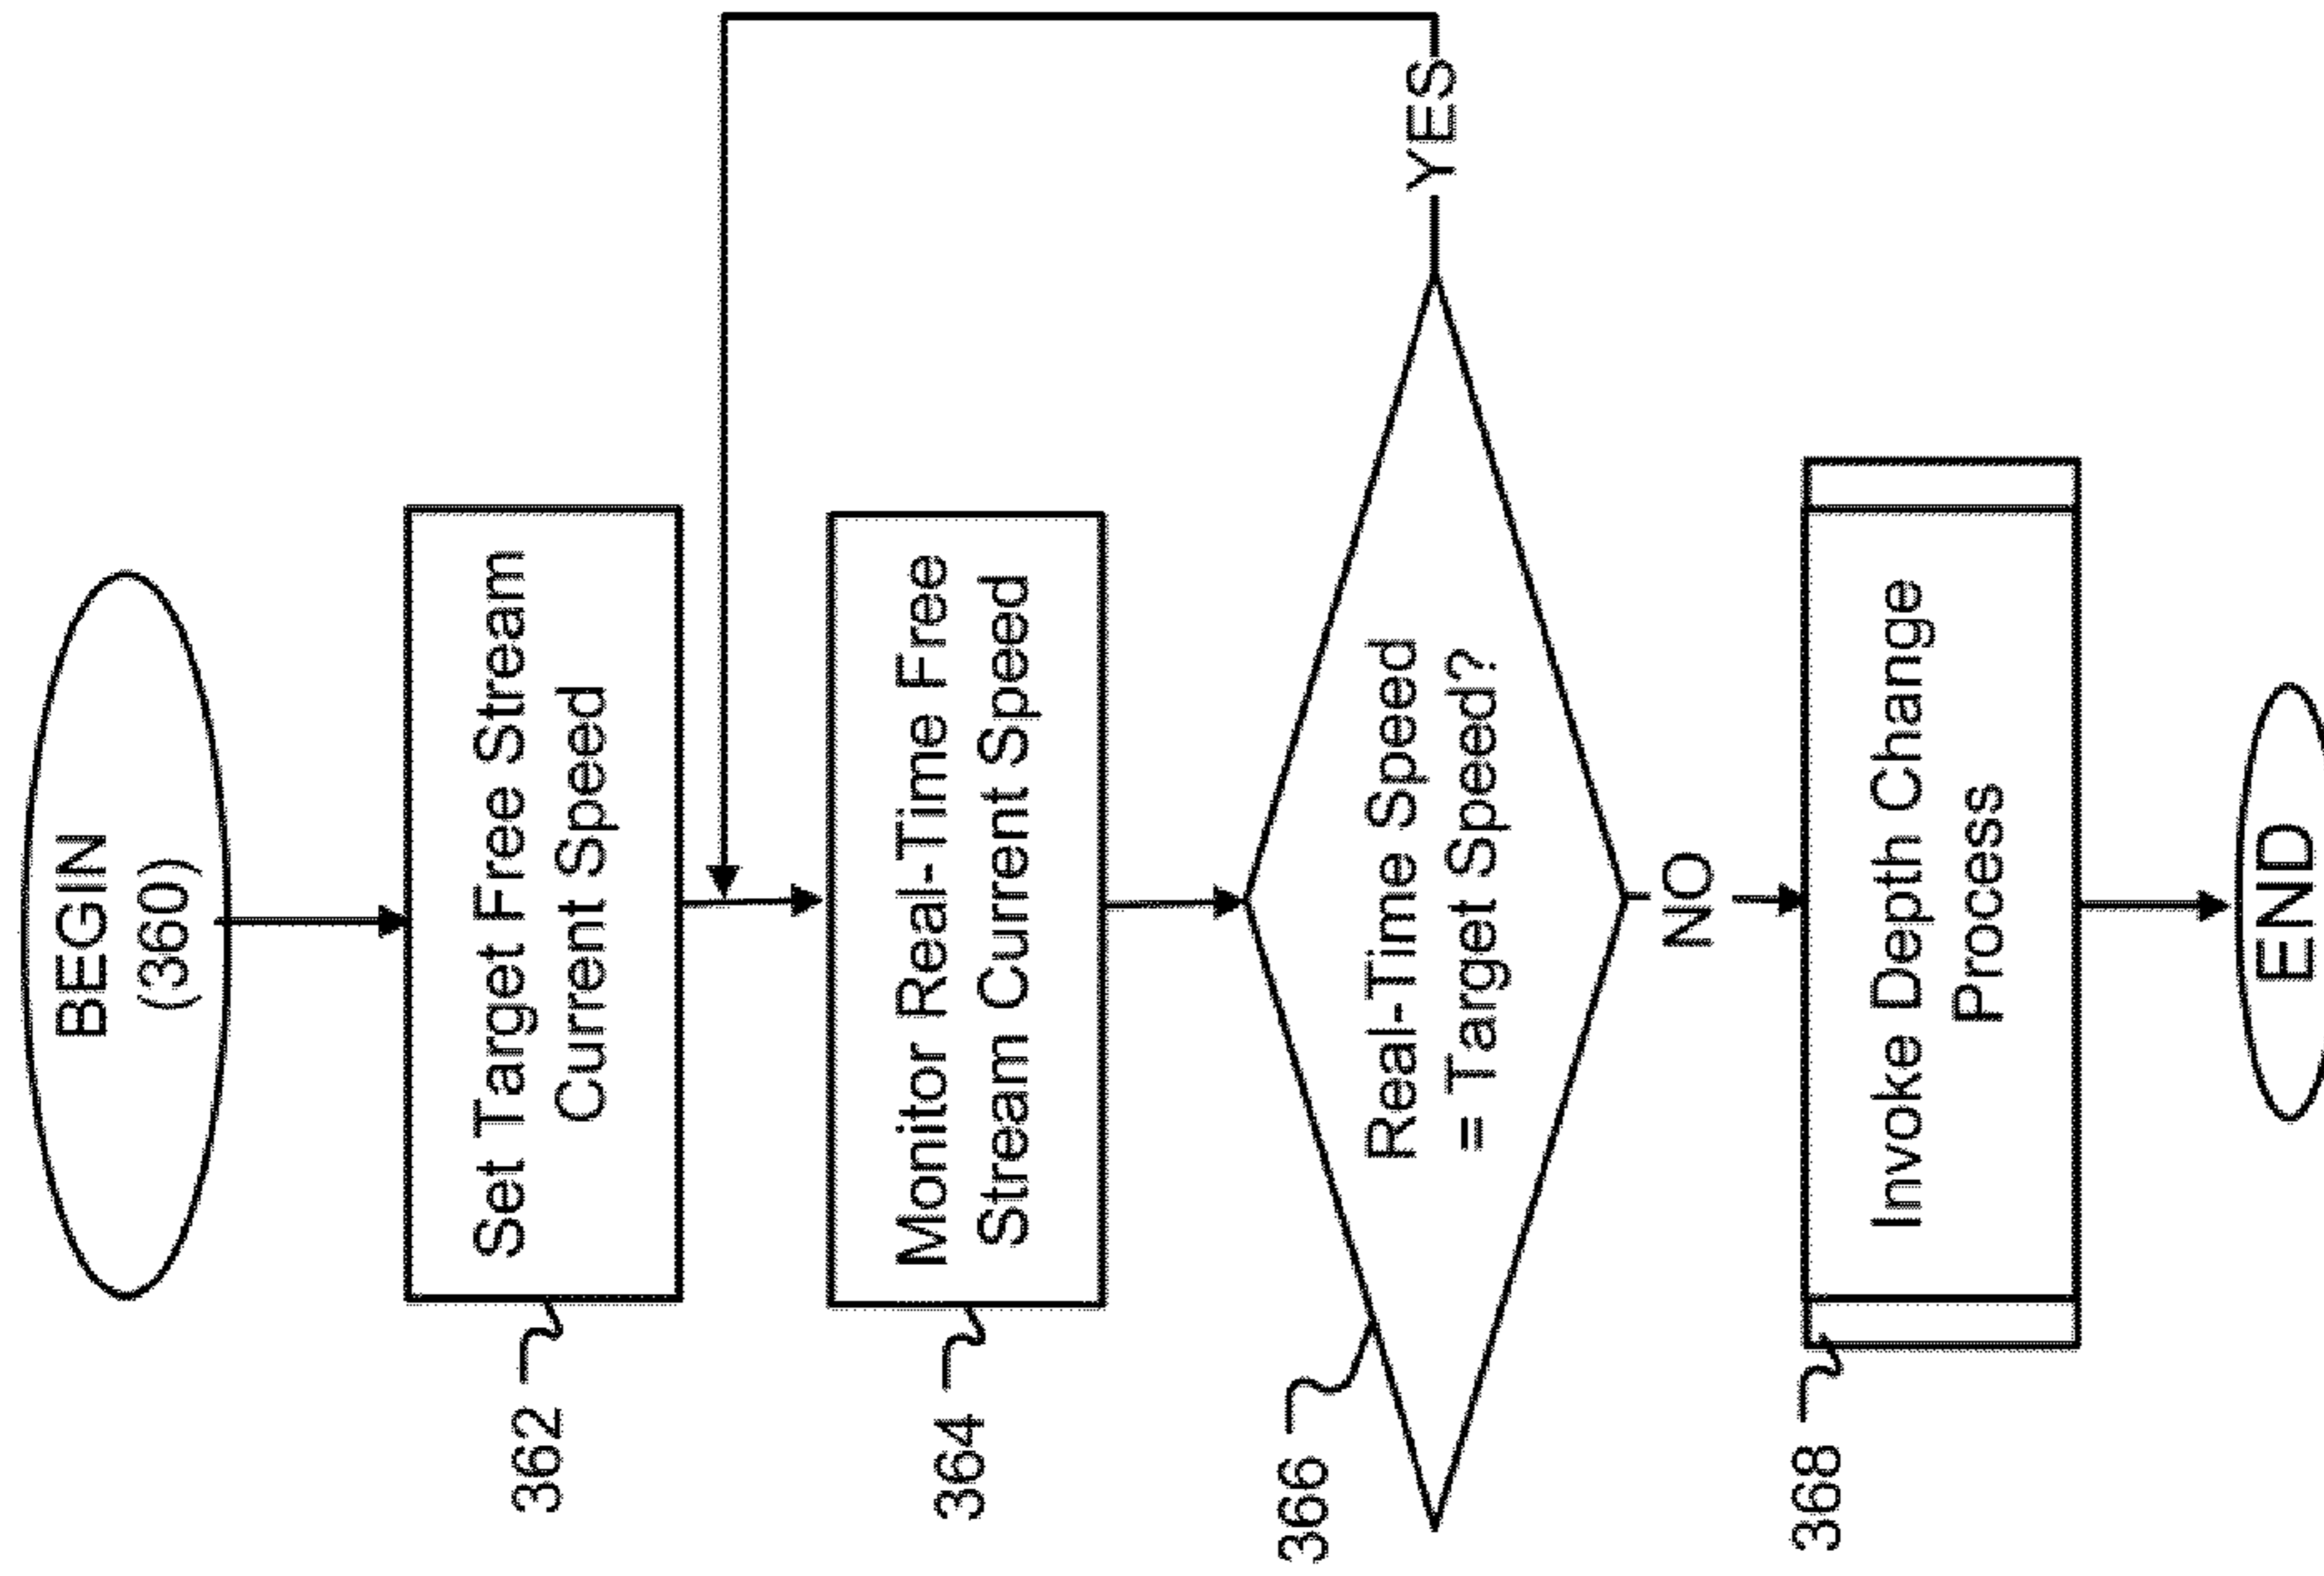 BEGIN
(360)
362
Set Target Free Stream
Current Speed
364
Monitor Real-Time Free
Stream Current Speed
366
Real-Time Speed
= Target Speed?
YES
NO
368
Invoke Depth Change
Process
END